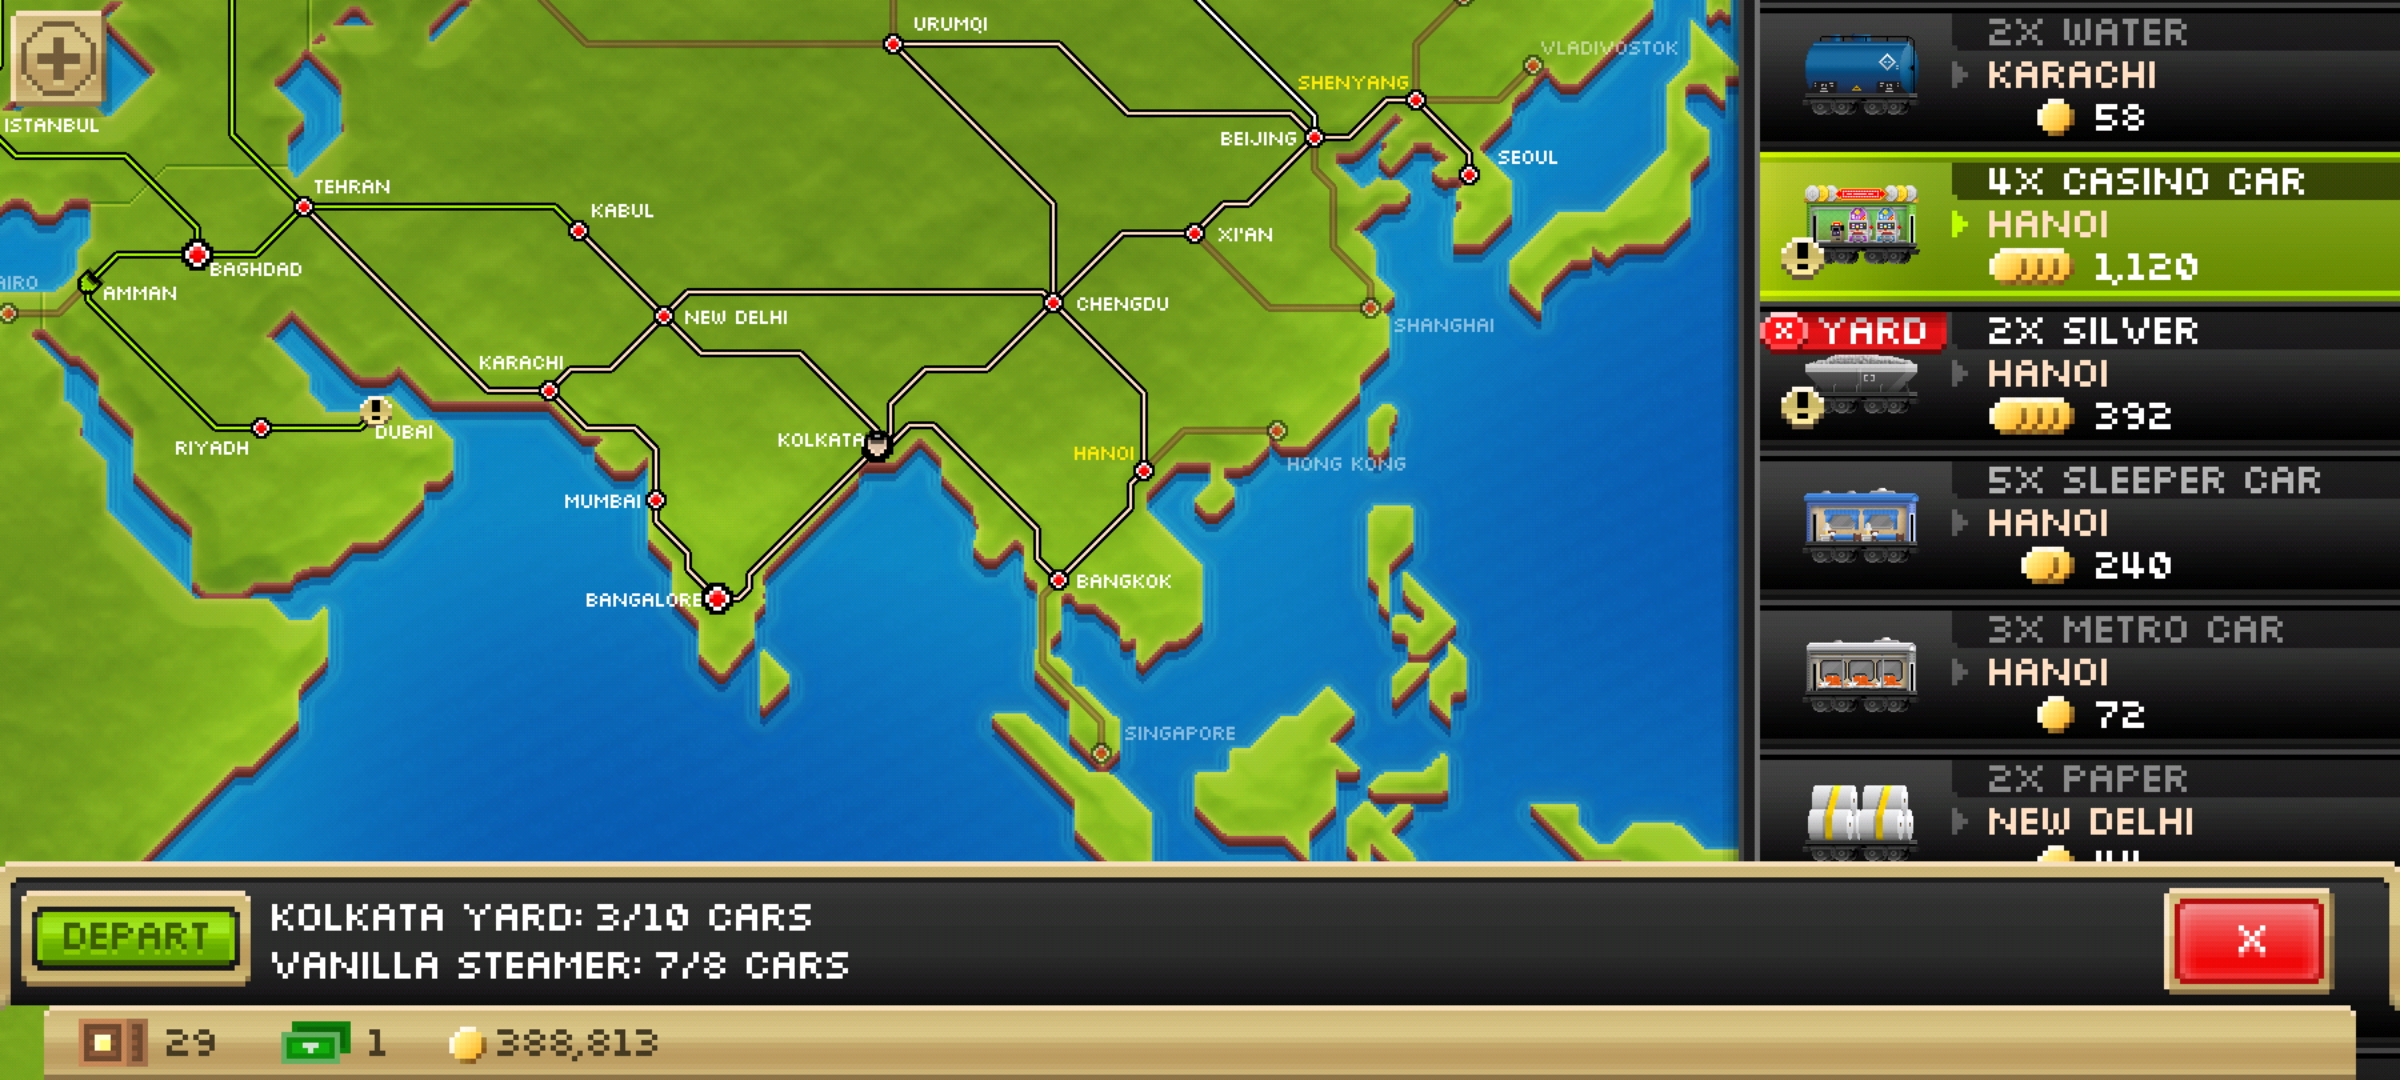 URUMQI
VLADIVOSTOK
SHENYANG
ISTANBUL
BEIJING
SEOUL
TEHRAN
KABUL
XI'AN
BAGHDAD
AIRO
AMMAN
CHENGDU
NEW DELHI
SHANGHAI
KARACHI
DUBAI
RIYADH
KOLKATA
HANOI
HONG KONG
MUMBAI
BANGKOK
BANGALORE
SINGAPORE
2X WATER
KARACHI
58
4X CASINO CAR
HANOI
1,120
X YARD
2X SILVER
HANOI
392
5X SLEEPER CAR
HANOI
240
3X METRO CAR
HANOI
72
2X PAPER
NEW DELHI
DEPART
KOLKATA YARD: 3/10 CARS
VANILLA STEAMER: 7/8 CARS
X
29
1
388,813